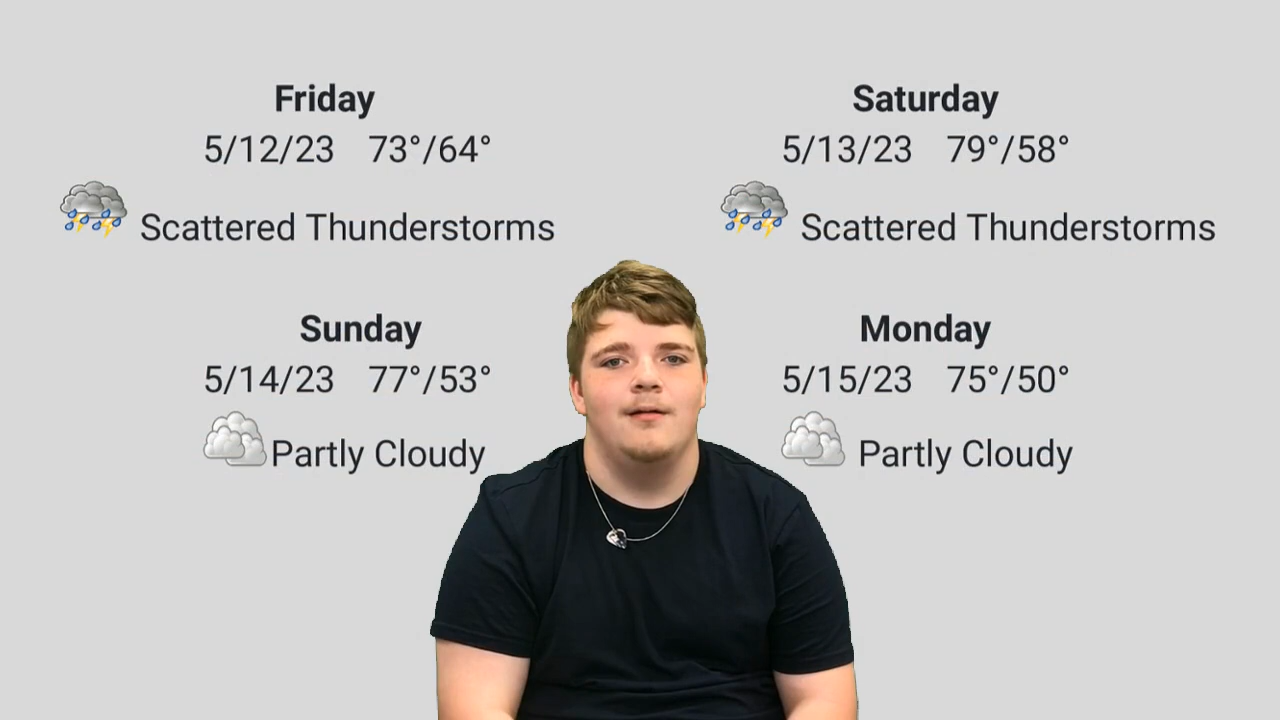 Friday
5/12/23 73°/64°
Scattered Thunderstorms
Saturday
5/13/23 79°/58°
Scattered Thunderstorms
Sunday
5/14/23 77°/53°
Partly Cloudy
Monday
5/15/23 75°/50°
Partly Cloudy